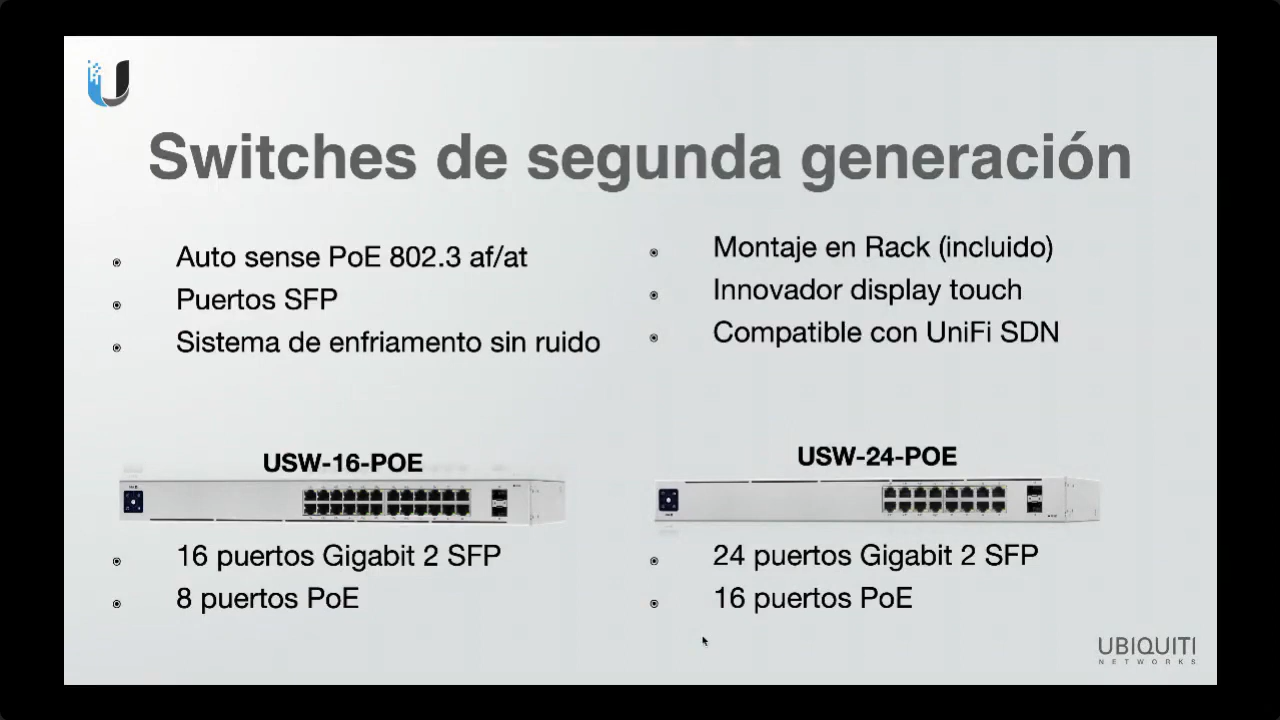 Switches de segunda generación
Auto sense PoE 802.3 af/at
Puertos SFP
Sistema de enfriamento sin ruido
Montaje en Rack (incluido)
Innovador display touch
Compatible con UniFi SDN
USW-16-POE
16 puertos Gigabit 2 SFP
8 puertos PoE
USW-24-POE
24 puertos Gigabit 2 SFP
16 puertos PoE
UBIQUITI
NETWORKS